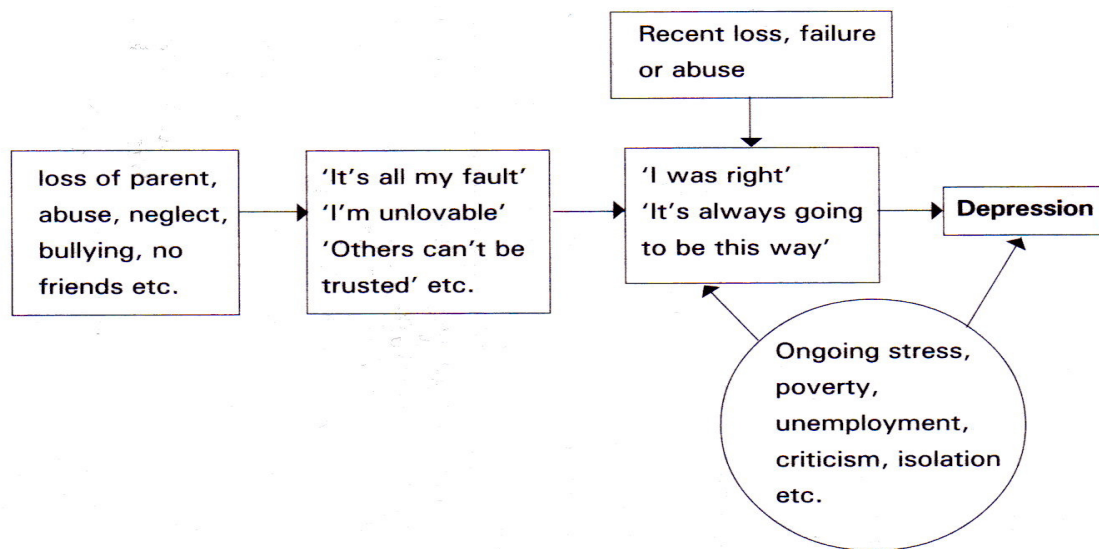 Recent loss, failure
or abuse
loss of parent,
abuse, neglect,
bullying, no
friends etc.
‘It's all my fault’
‘I'm unlovable’
‘Others can't be
trusted’ etc.
‘I was right’
‘It's always going
to be this way’
Depression
Ongoing stress,
poverty,
unemployment,
criticism, isolation
etc.